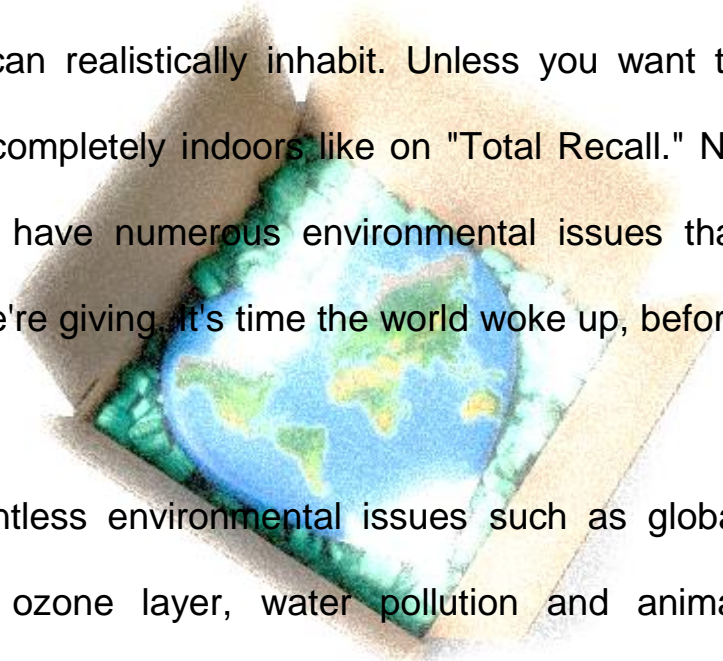 can realistically inhabit. Unless you want t
completely indoors like on "Total Recall." N
have numerous environmental issues tha
e're giving. It's time the world woke up, befor
ntless environmental issues such as globa
ozone layer, water pollution and anima